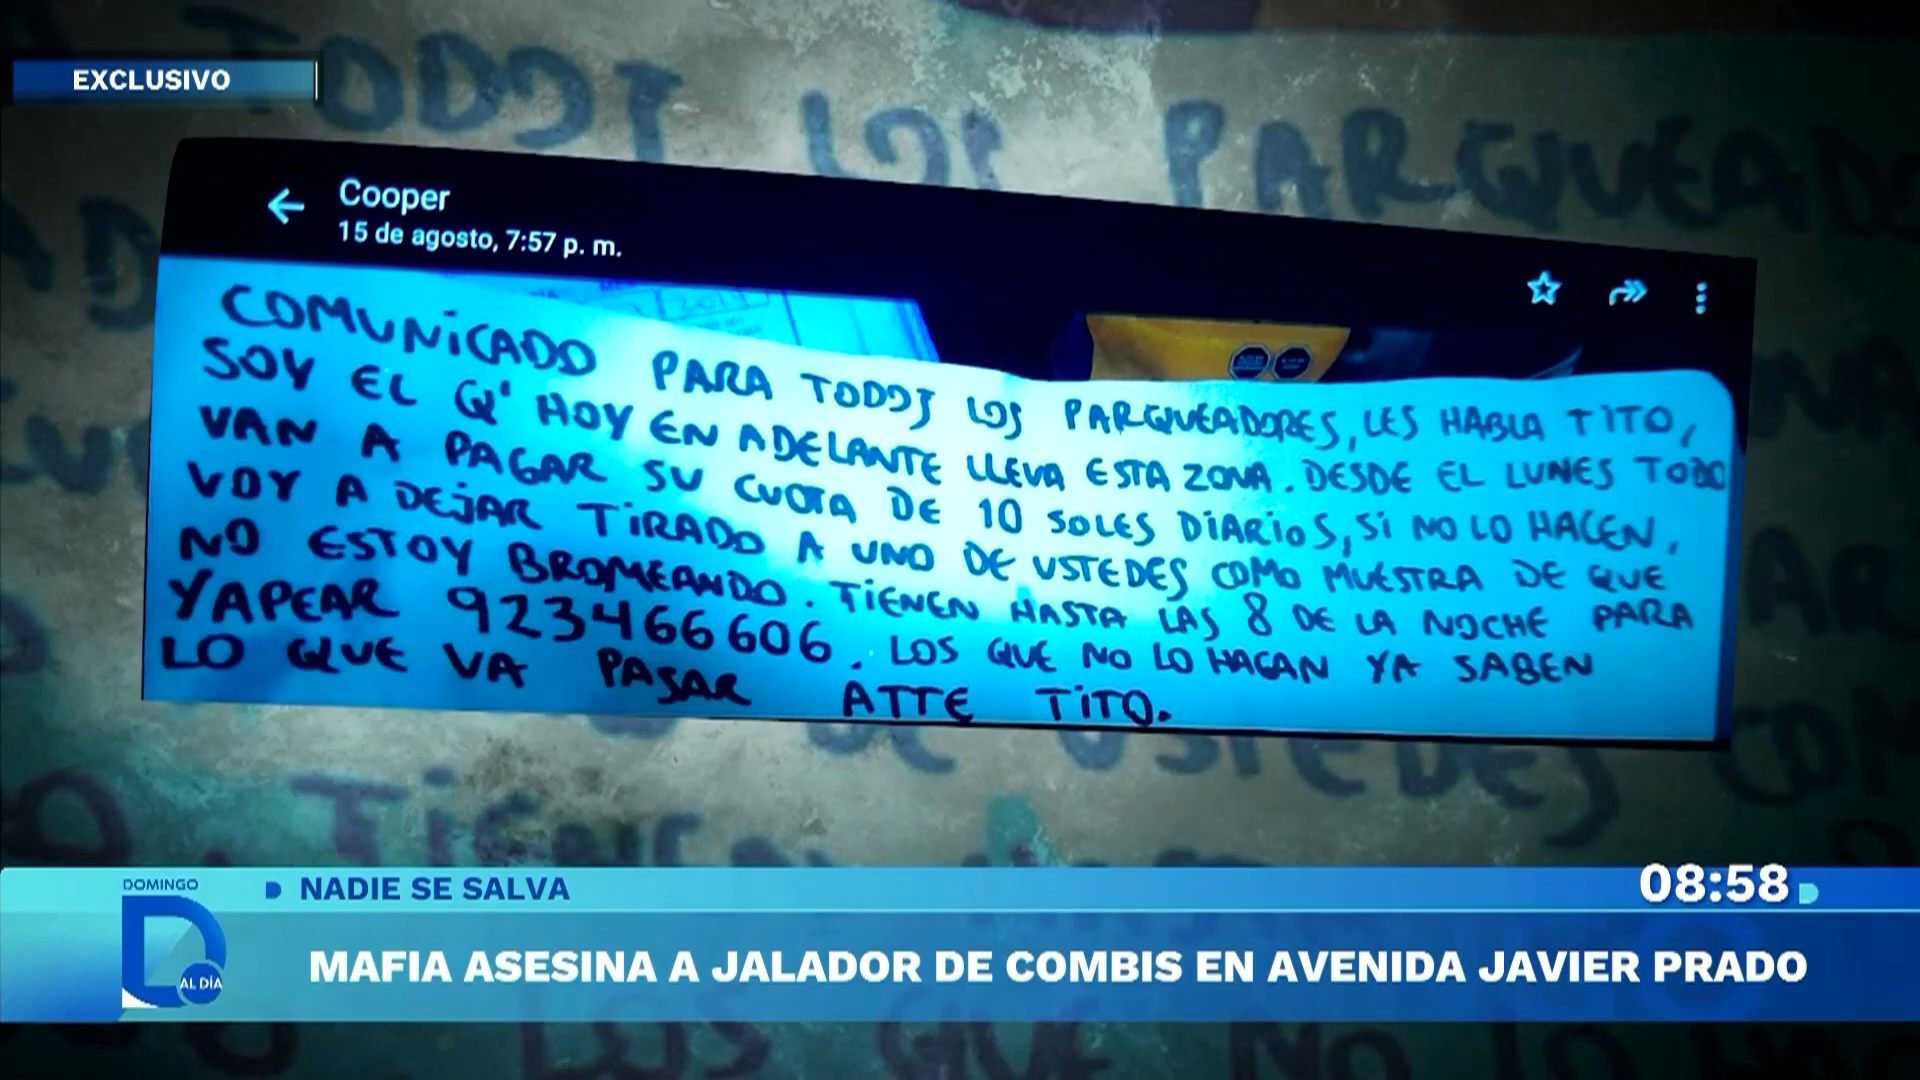 EXCLUSIVO
Cooper
15 de agosto, 7:57 p. m.
COMUNICADO PARA TODOS LOS PARQUEADORES, LES HABLA TITO,
SOY EL Q' HOY EN ADELANTE LLEVA ESTA ZONA. DESDE EL LUNES TODO
VAN A PAGAR SU CUOTA DE 10 SOLES DIARIOS, SI NO LO HACEN,
VOY A DEJAR TIRADO A UNO DE USTEDES COMO MUESTRA DE QUE
NO ESTOY BROMEANDO. TIENEN HASTA LAS 8 DE LA NOCHE PARA
YAPEAR 923466606. LOS QUE NO LO HAGAN YA SABEN
LO QUE VA PASAR ATTE TITO.
DOMINGO
AL DÍA
NADIE SE SALVA
08:58
MAFIA ASESINA A JALADOR DE COMBIS EN AVENIDA JAVIER PRADO